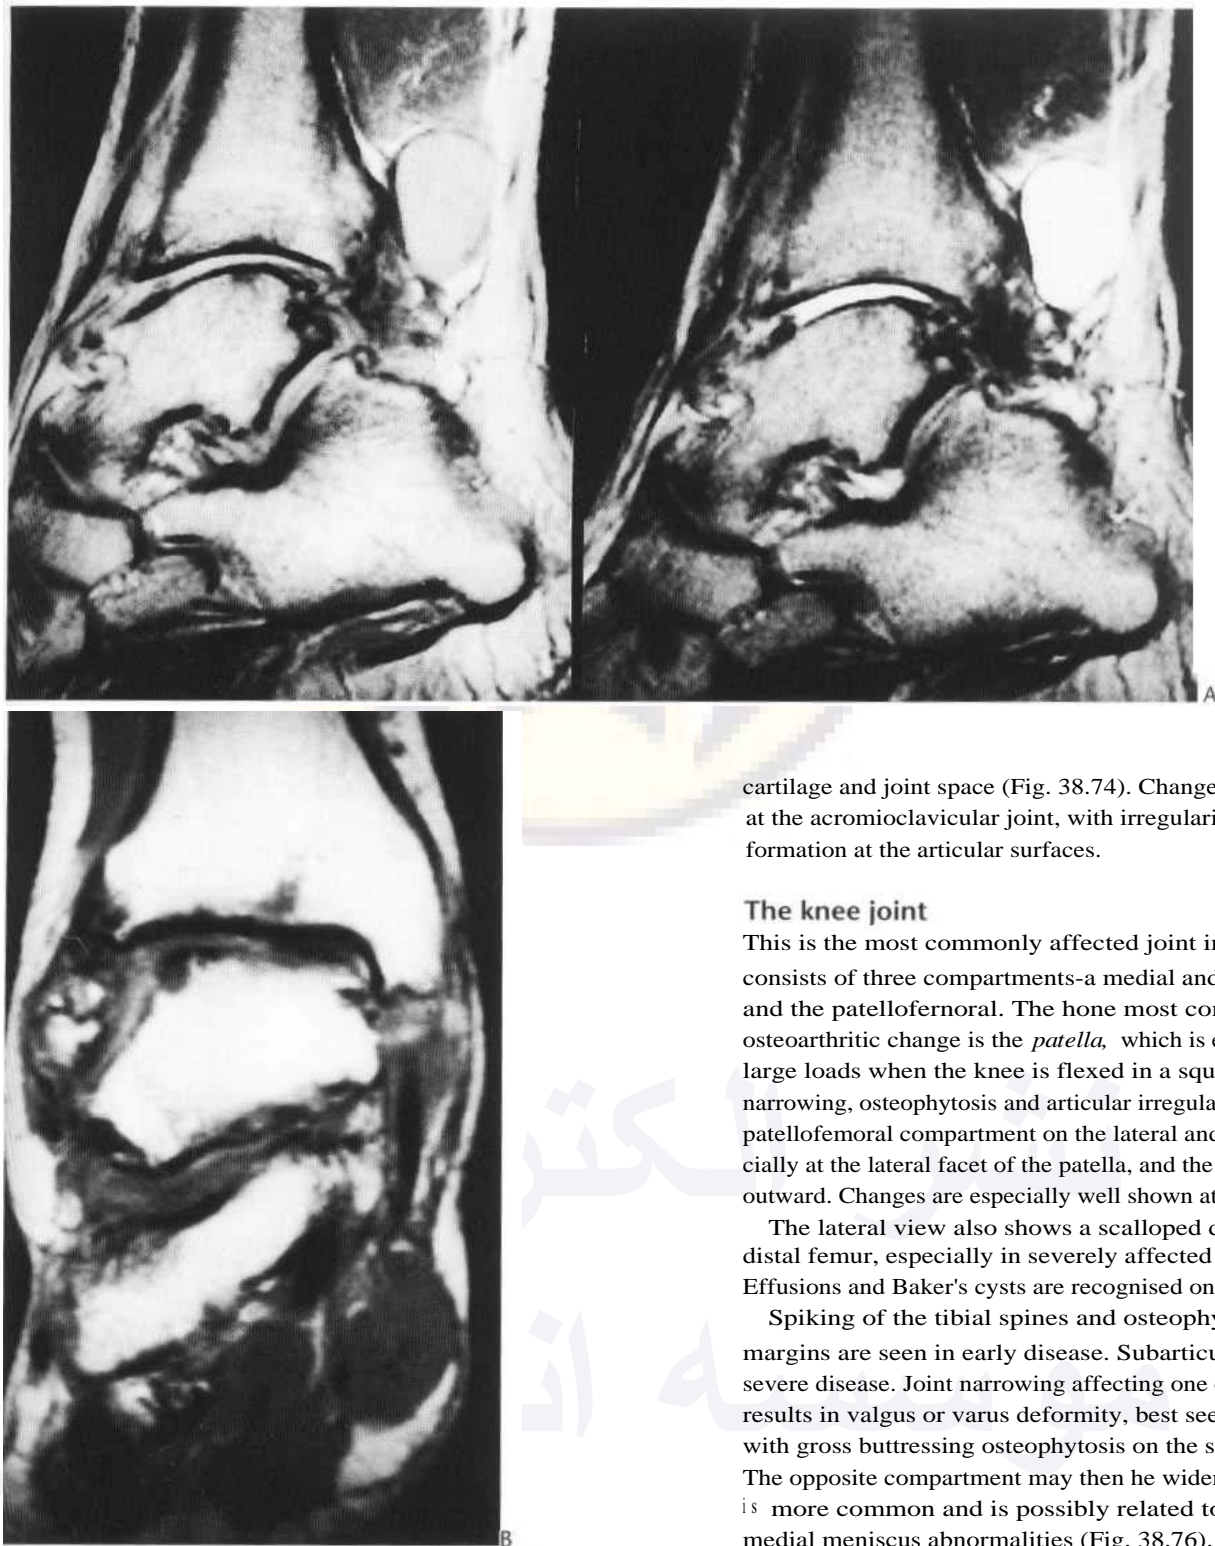 A
B
cartilage and joint space (Fig. 38.74). Change
at the acromioclavicular joint, with irregulari
formation at the articular surfaces.
The knee joint
This is the most commonly affected joint in
consists of three compartments-a medial and
and the patellofernoral. The hone most cor
osteoarthritic change is the patella, which is e
large loads when the knee is flexed in a squ
narrowing, osteophytosis and articular irregula
patellofemoral compartment on the lateral and
cially at the lateral facet of the patella, and the
outward. Changes are especially well shown at
The lateral view also shows a scalloped d
distal femur, especially in severely affected
Effusions and Baker's cysts are recognised on
Spiking of the tibial spines and osteophy
margins are seen in early disease. Subarticu
severe disease. Joint narrowing affecting one
results in valgus or varus deformity, best see
with gross buttressing osteophytosis on the s
The opposite compartment may then he wider
is more common and is possibly related to
medial meniscus abnormalities (Fig. 38.76).
نشر الكتر
موسسه اند